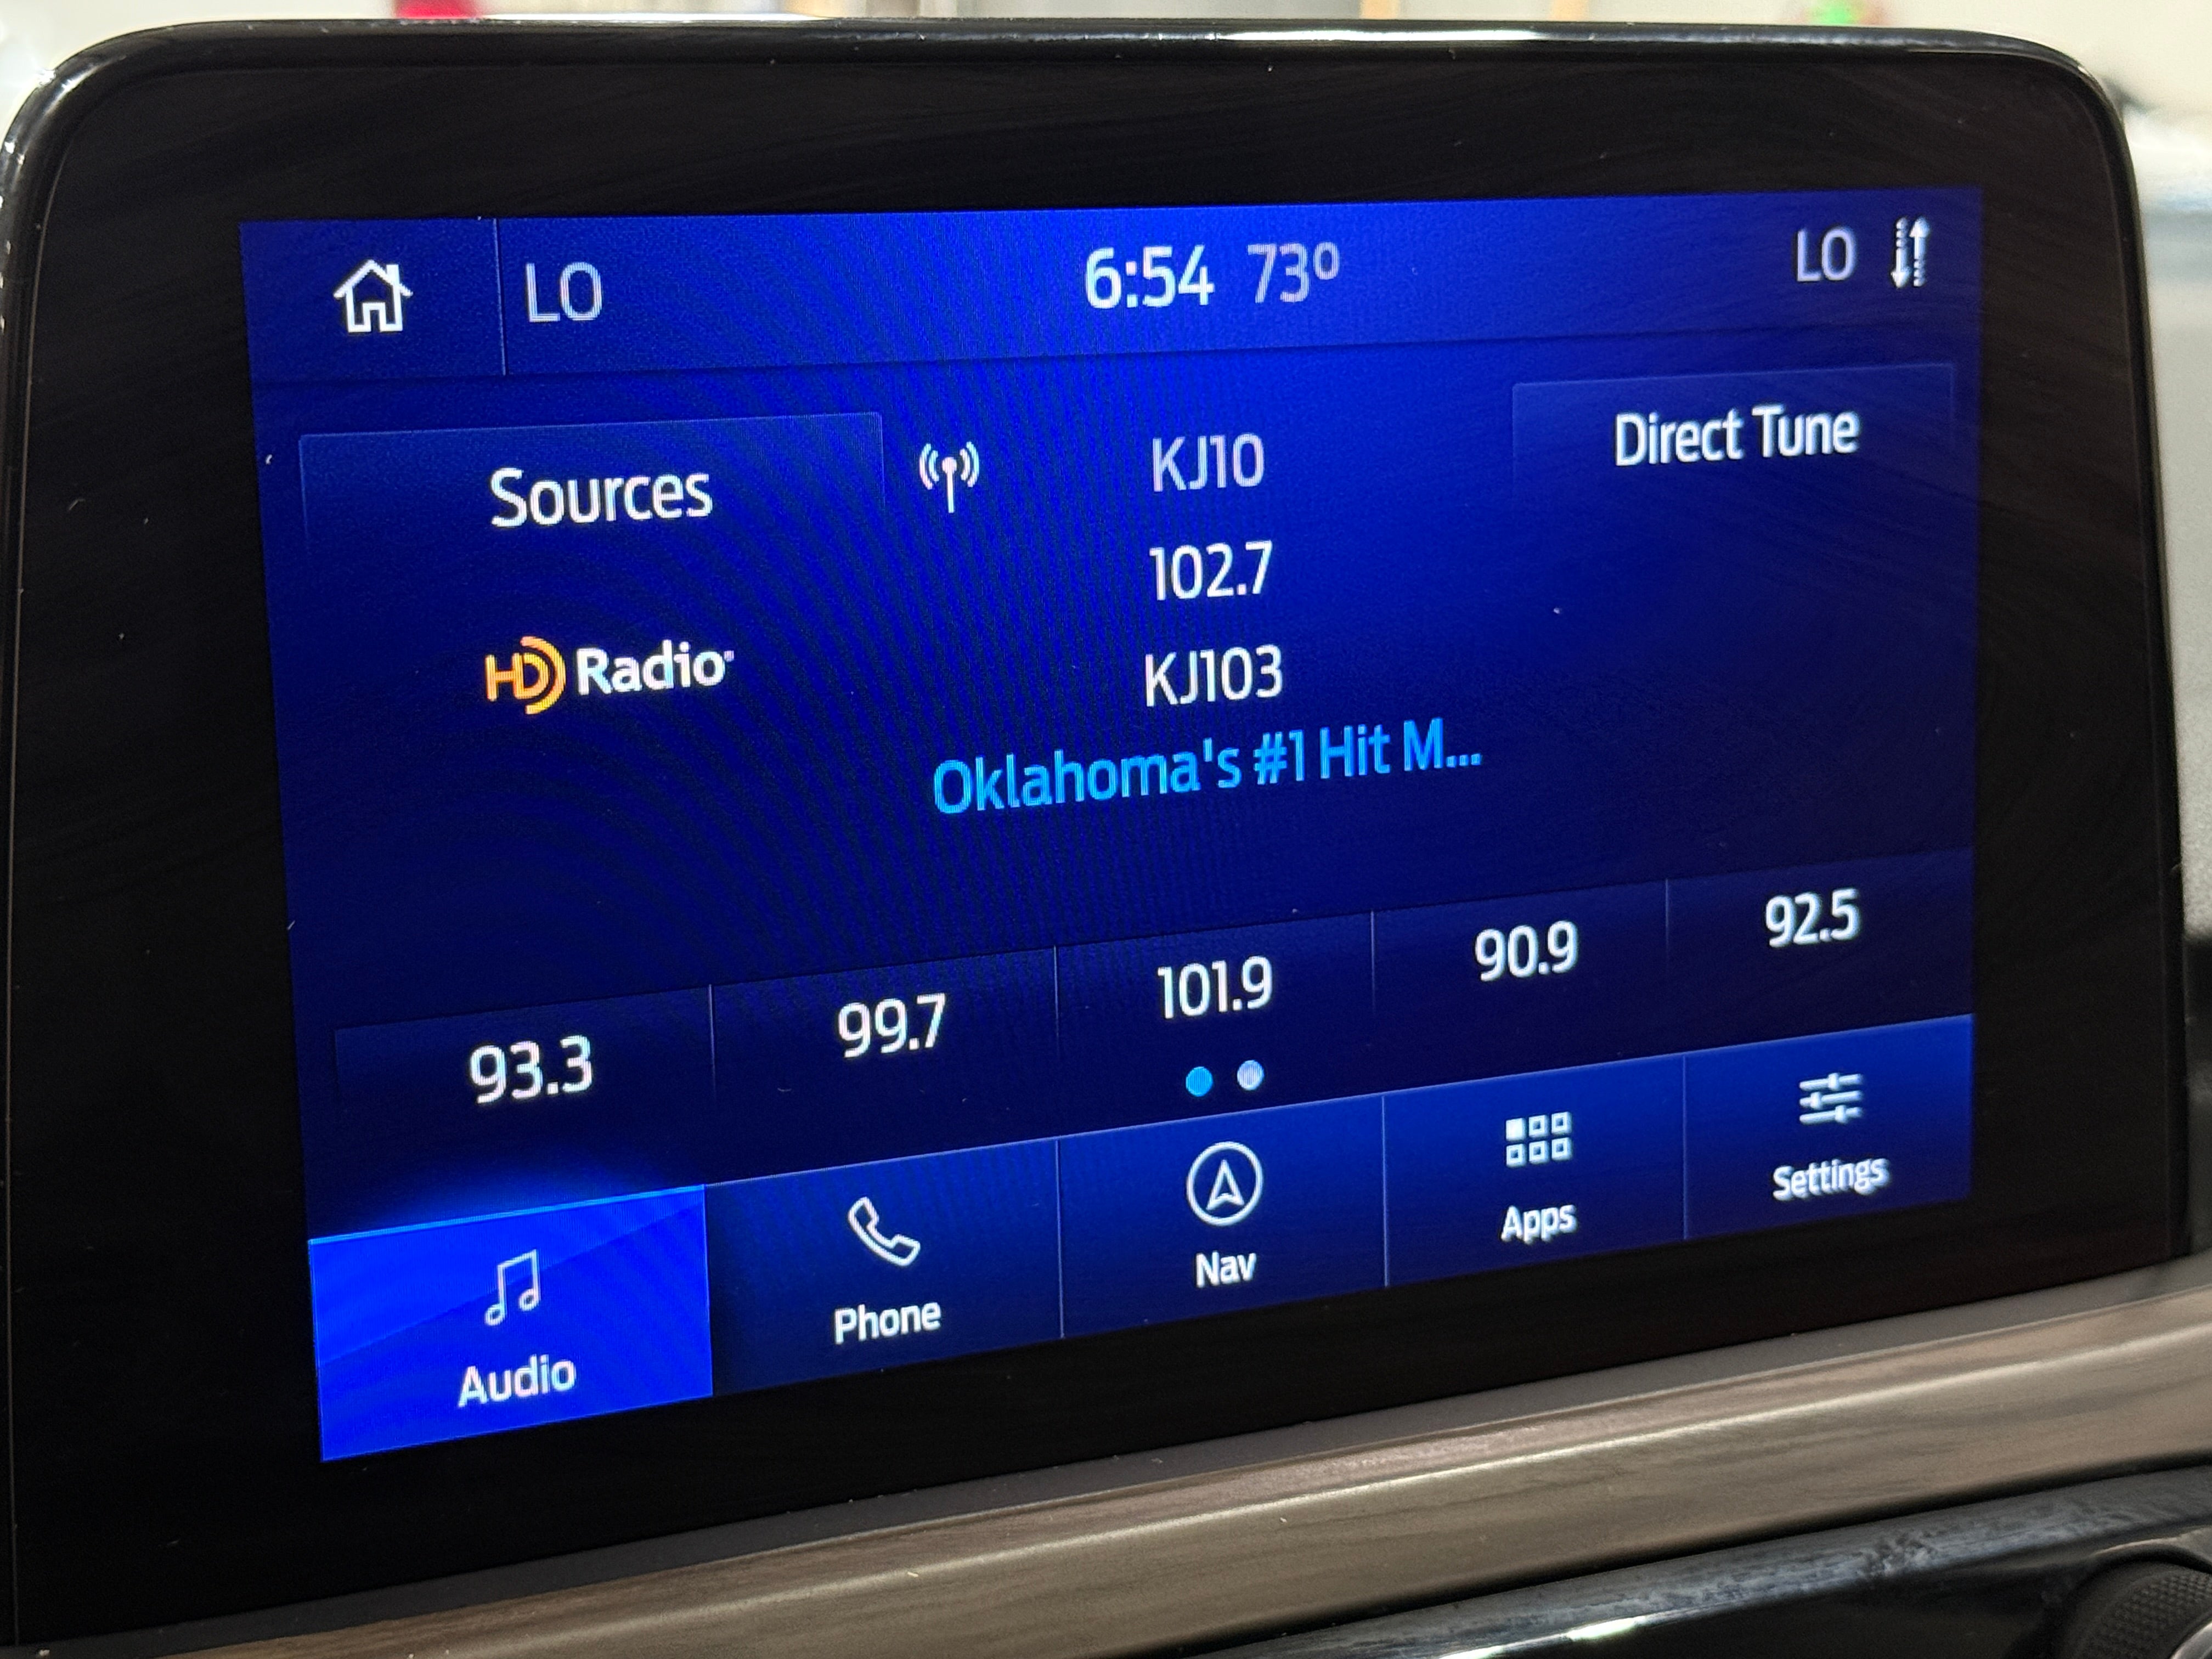 LO 6:54 73° LO
Sources
KJ10
Direct Tune
102.7
HD Radio
KJ103
Oklahoma's #1 Hit M...
93.3 99.7 101.9 90.9 92.5
Audio Phone Nav Apps Settings